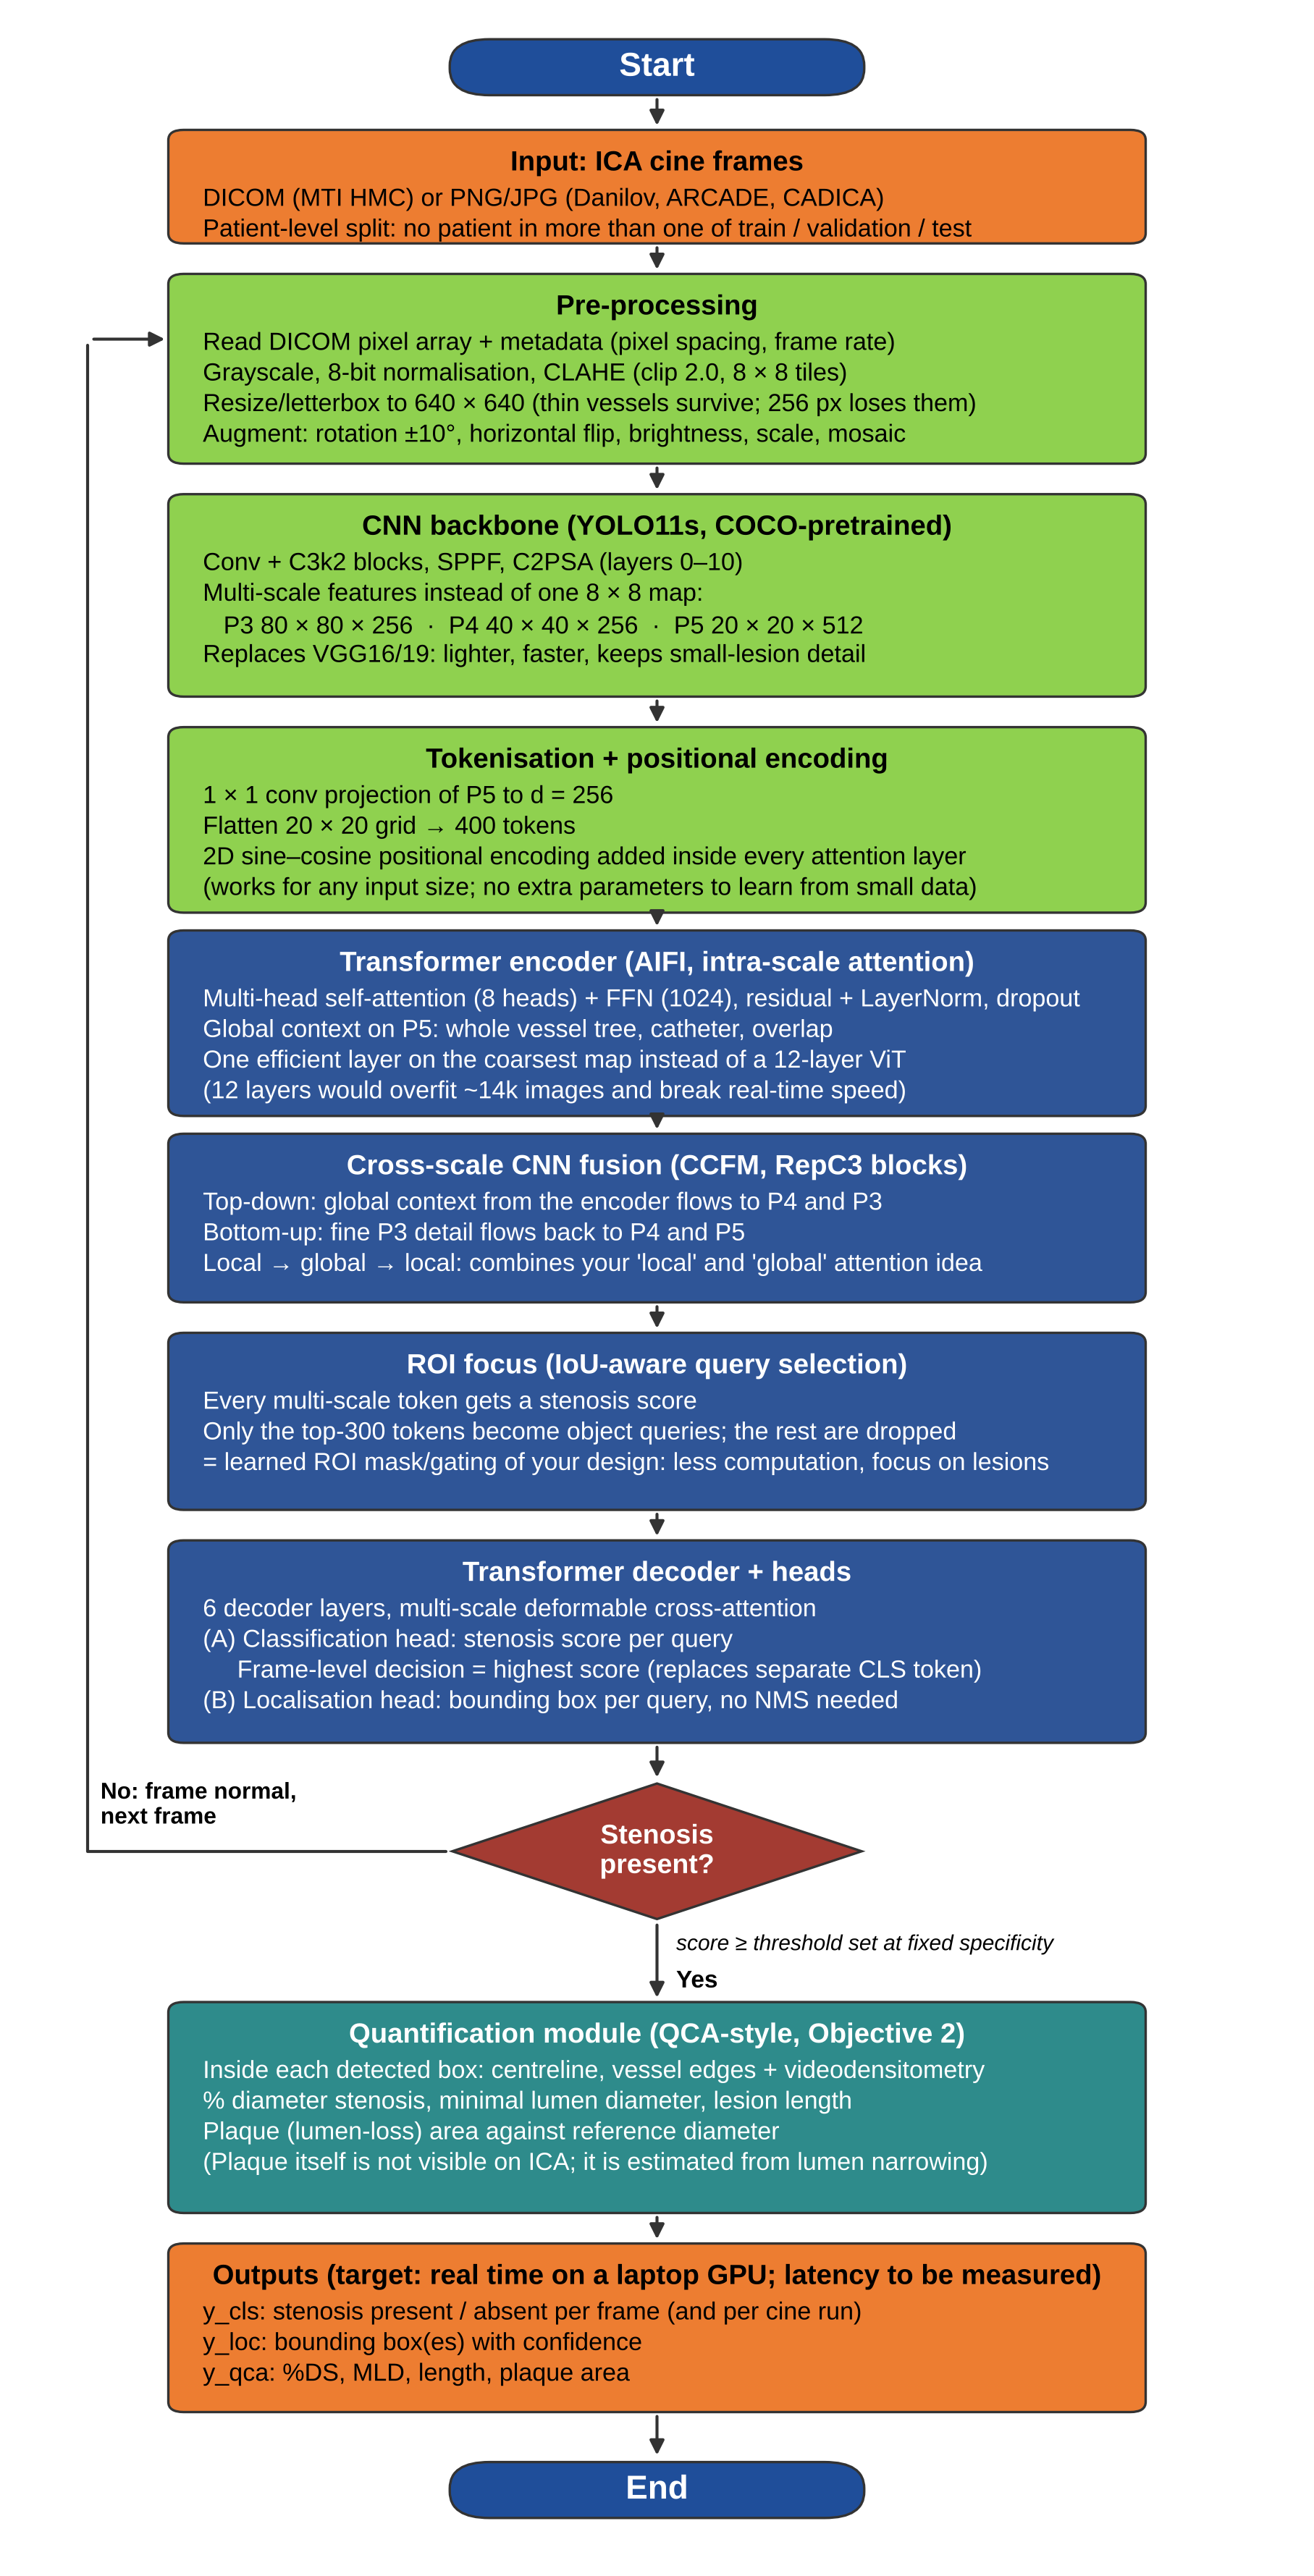 Start
Input: ICA cine frames
DICOM (MTI HMC) or PNG/JPG (Danilov, ARCADE, CADICA)
Patient-level split: no patient in more than one of train / validation / test
Pre-processing
Read DICOM pixel array + metadata (pixel spacing, frame rate)
Grayscale, 8-bit normalisation, CLAHE (clip 2.0, 8 × 8 tiles)
Resize/letterbox to 640 × 640 (thin vessels survive; 256 px loses them)
Augment: rotation ±10°, horizontal flip, brightness, scale, mosaic
CNN backbone (YOLO11s, COCO-pretrained)
Conv + C3k2 blocks, SPPF, C2PSA (layers 0–10)
Multi-scale features instead of one 8 × 8 map:
P3 80 × 80 × 256 · P4 40 × 40 × 256 · P5 20 × 20 × 512
Replaces VGG16/19: lighter, faster, keeps small-lesion detail
Tokenisation + positional encoding
1 × 1 conv projection of P5 to d = 256
Flatten 20 × 20 grid → 400 tokens
2D sine–cosine positional encoding added inside every attention layer
(works for any input size; no extra parameters to learn from small data)
Transformer encoder (AIFI, intra-scale attention)
Multi-head self-attention (8 heads) + FFN (1024), residual + LayerNorm, dropout
Global context on P5: whole vessel tree, catheter, overlap
One efficient layer on the coarsest map instead of a 12-layer ViT
(12 layers would overfit ~14k images and break real-time speed)
Cross-scale CNN fusion (CCFM, RepC3 blocks)
Top-down: global context from the encoder flows to P4 and P3
Bottom-up: fine P3 detail flows back to P4 and P5
Local → global → local: combines your 'local' and 'global' attention idea
ROI focus (IoU-aware query selection)
Every multi-scale token gets a stenosis score
Only the top-300 tokens become object queries; the rest are dropped
= learned ROI mask/gating of your design: less computation, focus on lesions
Transformer decoder + heads
6 decoder layers, multi-scale deformable cross-attention
(A) Classification head: stenosis score per query
Frame-level decision = highest score (replaces separate CLS token)
(B) Localisation head: bounding box per query, no NMS needed
No: frame normal,
next frame
Stenosis
present?
score ≥ threshold set at fixed specificity
Yes
Quantification module (QCA-style, Objective 2)
Inside each detected box: centreline, vessel edges + videodensitometry
% diameter stenosis, minimal lumen diameter, lesion length
Plaque (lumen-loss) area against reference diameter
(Plaque itself is not visible on ICA; it is estimated from lumen narrowing)
Outputs (target: real time on a laptop GPU; latency to be measured)
y_cls: stenosis present / absent per frame (and per cine run)
y_loc: bounding box(es) with confidence
y_qca: %DS, MLD, length, plaque area
End